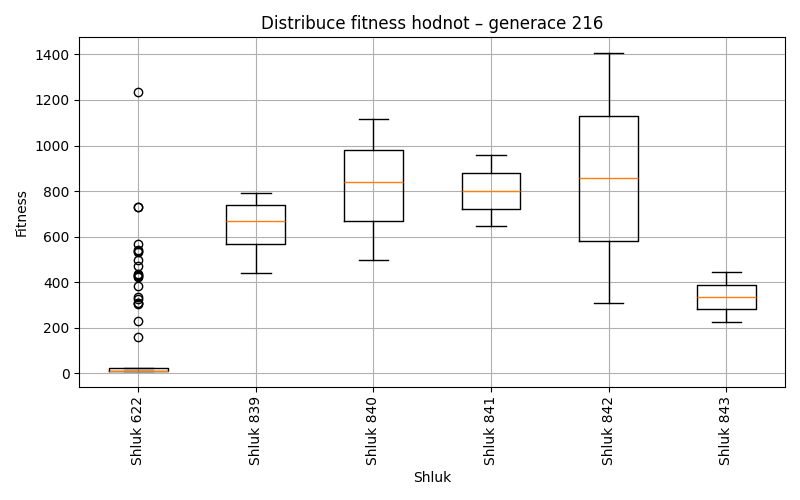 Distribuce fitness hodnot – generace 216
1400
1200
1000
800
600
400
200
0
Fitness
Shluk 622
Shluk 839
Shluk 840
Shluk 841
Shluk 842
Shluk 843
Shluk